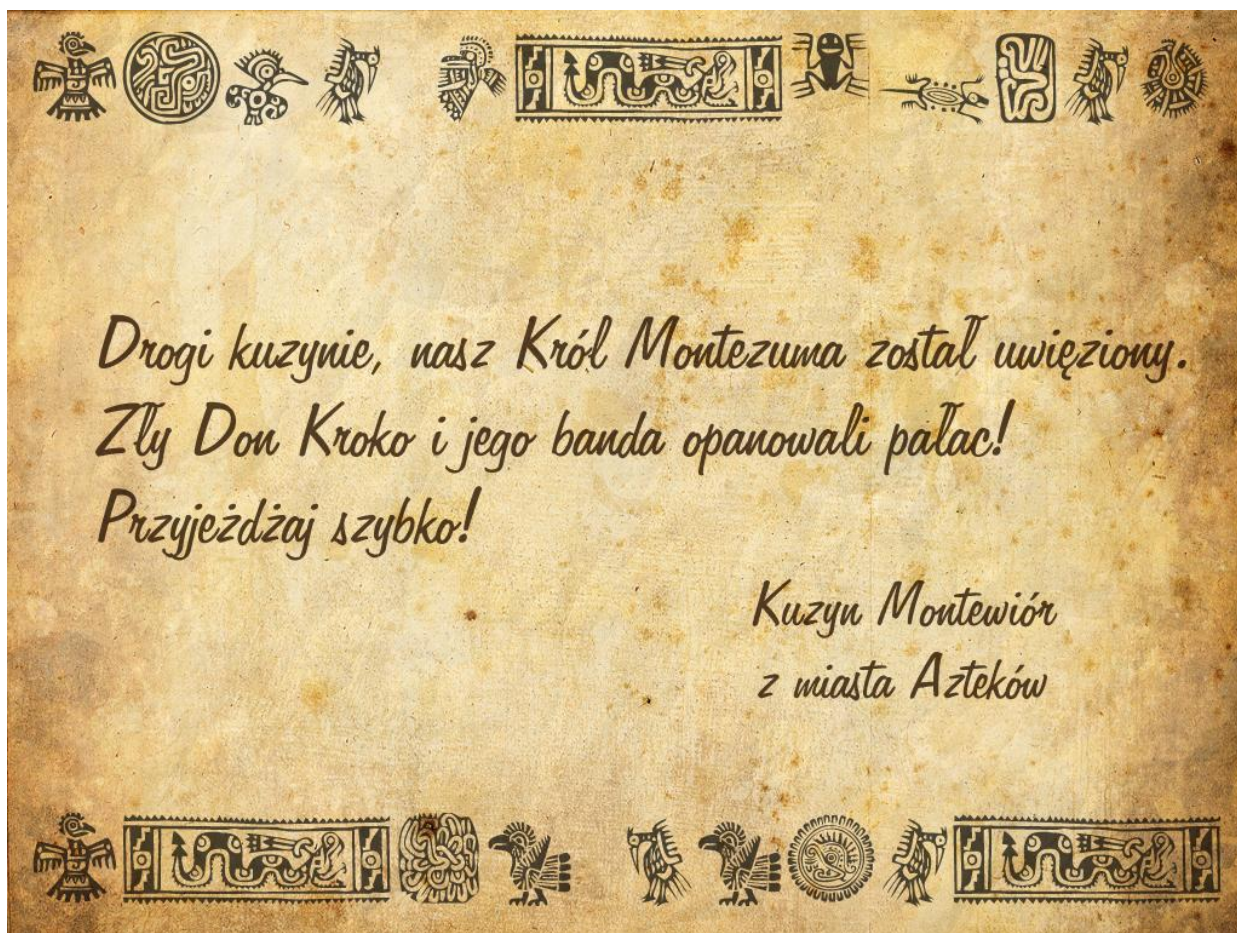 Drogi kuzynie, nasz Król Montezuma został uwięziony.
Zły Don Kroko i jego banda opanowali pałac!
Przyjeżdżaj szybko!
Kuzyn Montewiór
z miasta Azteków